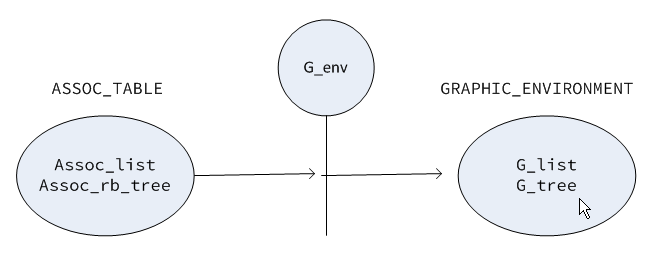 G_env
ASSOC_TABLE
GRAPHIC_ENVIRONMENT
Assoc_list
Assoc_rb_tree
G_list
G_tree